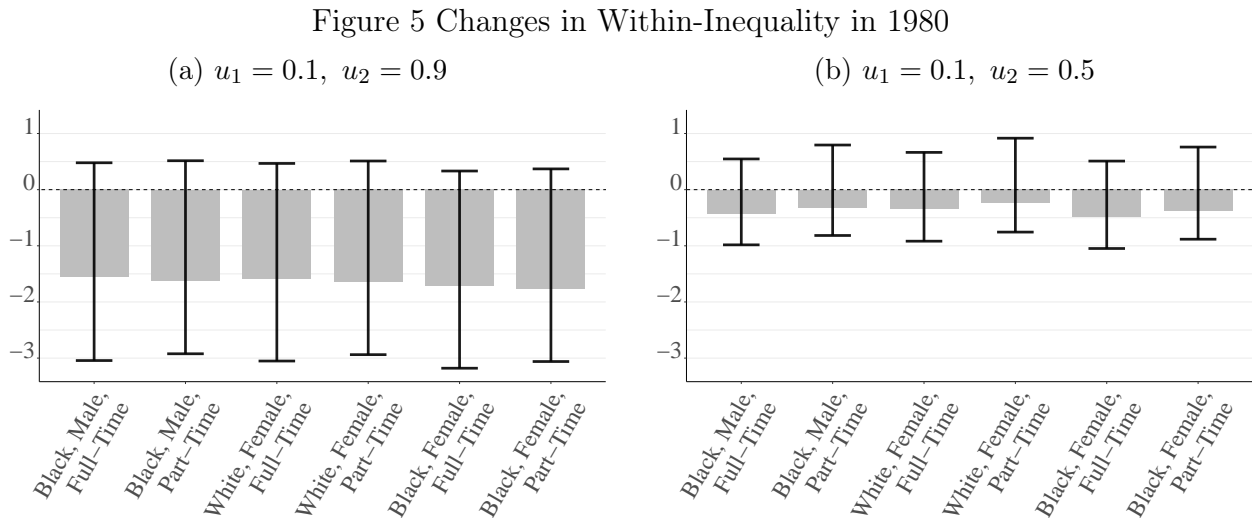 Figure 5 Changes in Within-Inequality in 1980
(a) u₁ = 0.1, u₂ = 0.9
1
0
−1
−2
−3
Black, Male,
Full−Time
Black, Male,
Part−Time
White, Female,
Full−Time
White, Female,
Part−Time
Black, Female,
Full−Time
Black, Female,
Part−Time
(b) u₁ = 0.1, u₂ = 0.5
1
0
−1
−2
−3
Black, Male,
Full−Time
Black, Male,
Part−Time
White, Female,
Full−Time
White, Female,
Part−Time
Black, Female,
Full−Time
Black, Female,
Part−Time